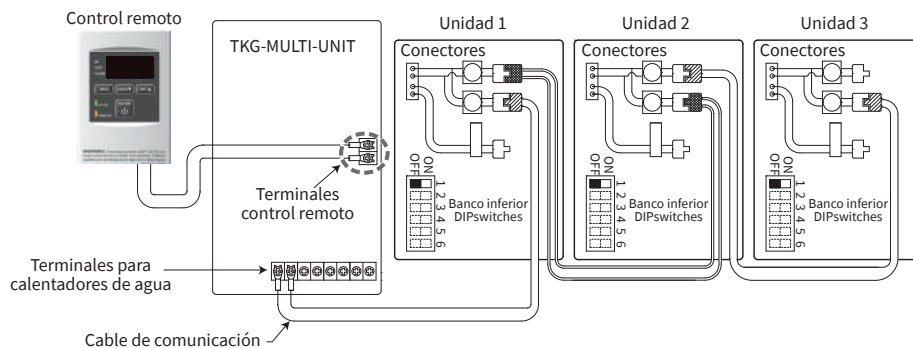 Control remoto
TKG-MULTI-UNIT
Terminales
control remoto
Terminales para
calentadores de agua
Cable de comunicación
Unidad 1
Conectores
OFF
ON
1
2
3
4
5
6
Banco inferior
DIPswitches
Unidad 2
Conectores
OFF
ON
1
2
3
4
5
6
Banco inferior
DIPswitches
Unidad 3
Conectores
OFF
ON
1
2
3
4
5
6
Banco inferior
DIPswitches